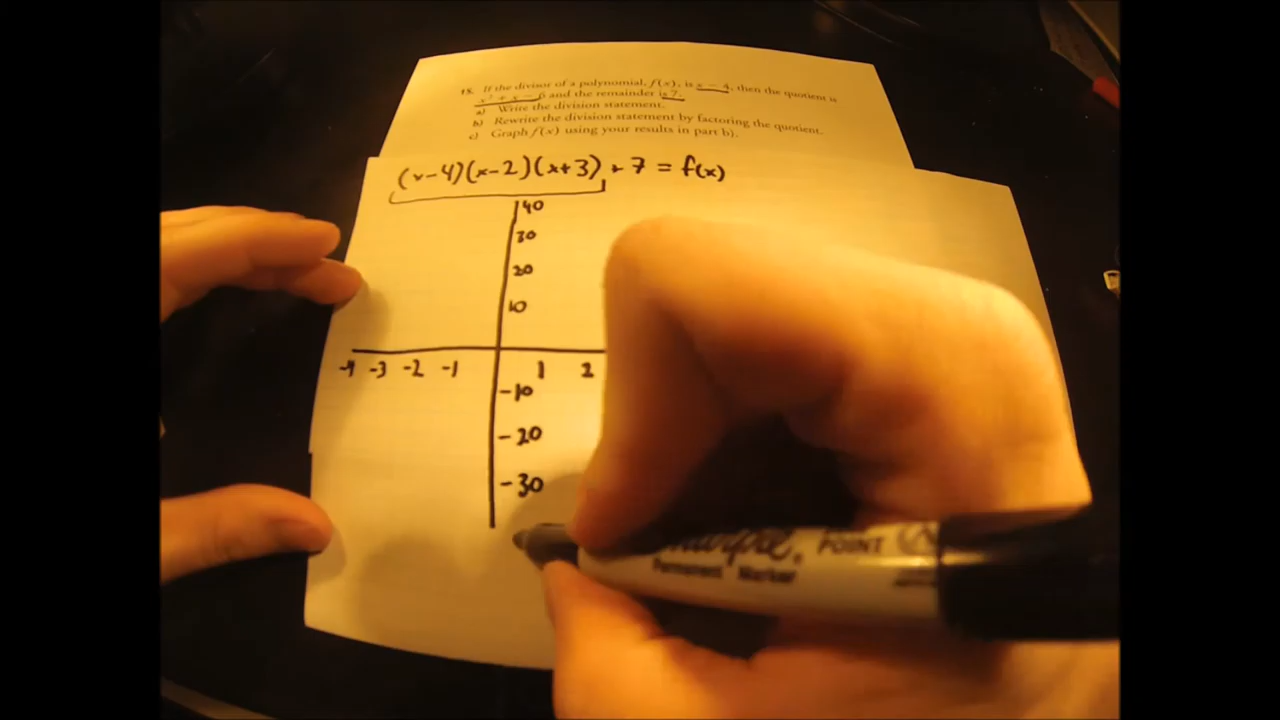 15. If the divisor of a polynomial, f(x), is x − 4, then the quotient is
x² + x − 6 and the remainder is 7.
a) Write the division statement.
b) Rewrite the division statement by factoring the quotient.
c) Graph f(x) using your results in part b).
(x-4)(x-2)(x+3) + 7 = f(x)
40
30
20
10
-4 -3 -2 -1 1 2
-10
-20
-30
POINT
Permanent Marker